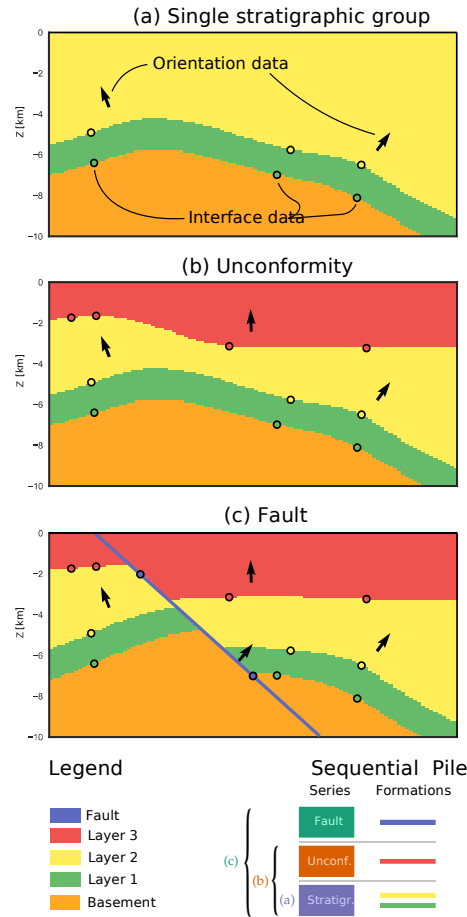 (a) Single stratigraphic group
0
−2
−4
−6
−8
−10
Z [km]
Orientation data
Interface data
(b) Unconformity
0
−2
−4
−6
−8
−10
Z [km]
(c) Fault
0
−2
−4
−6
−8
−10
Z [km]
Legend
Fault
Layer 3
Layer 2
Layer 1
Basement
Sequential Pile
Series Formations
Fault
Unconf.
Stratigr.
(c)
(b)
(a)